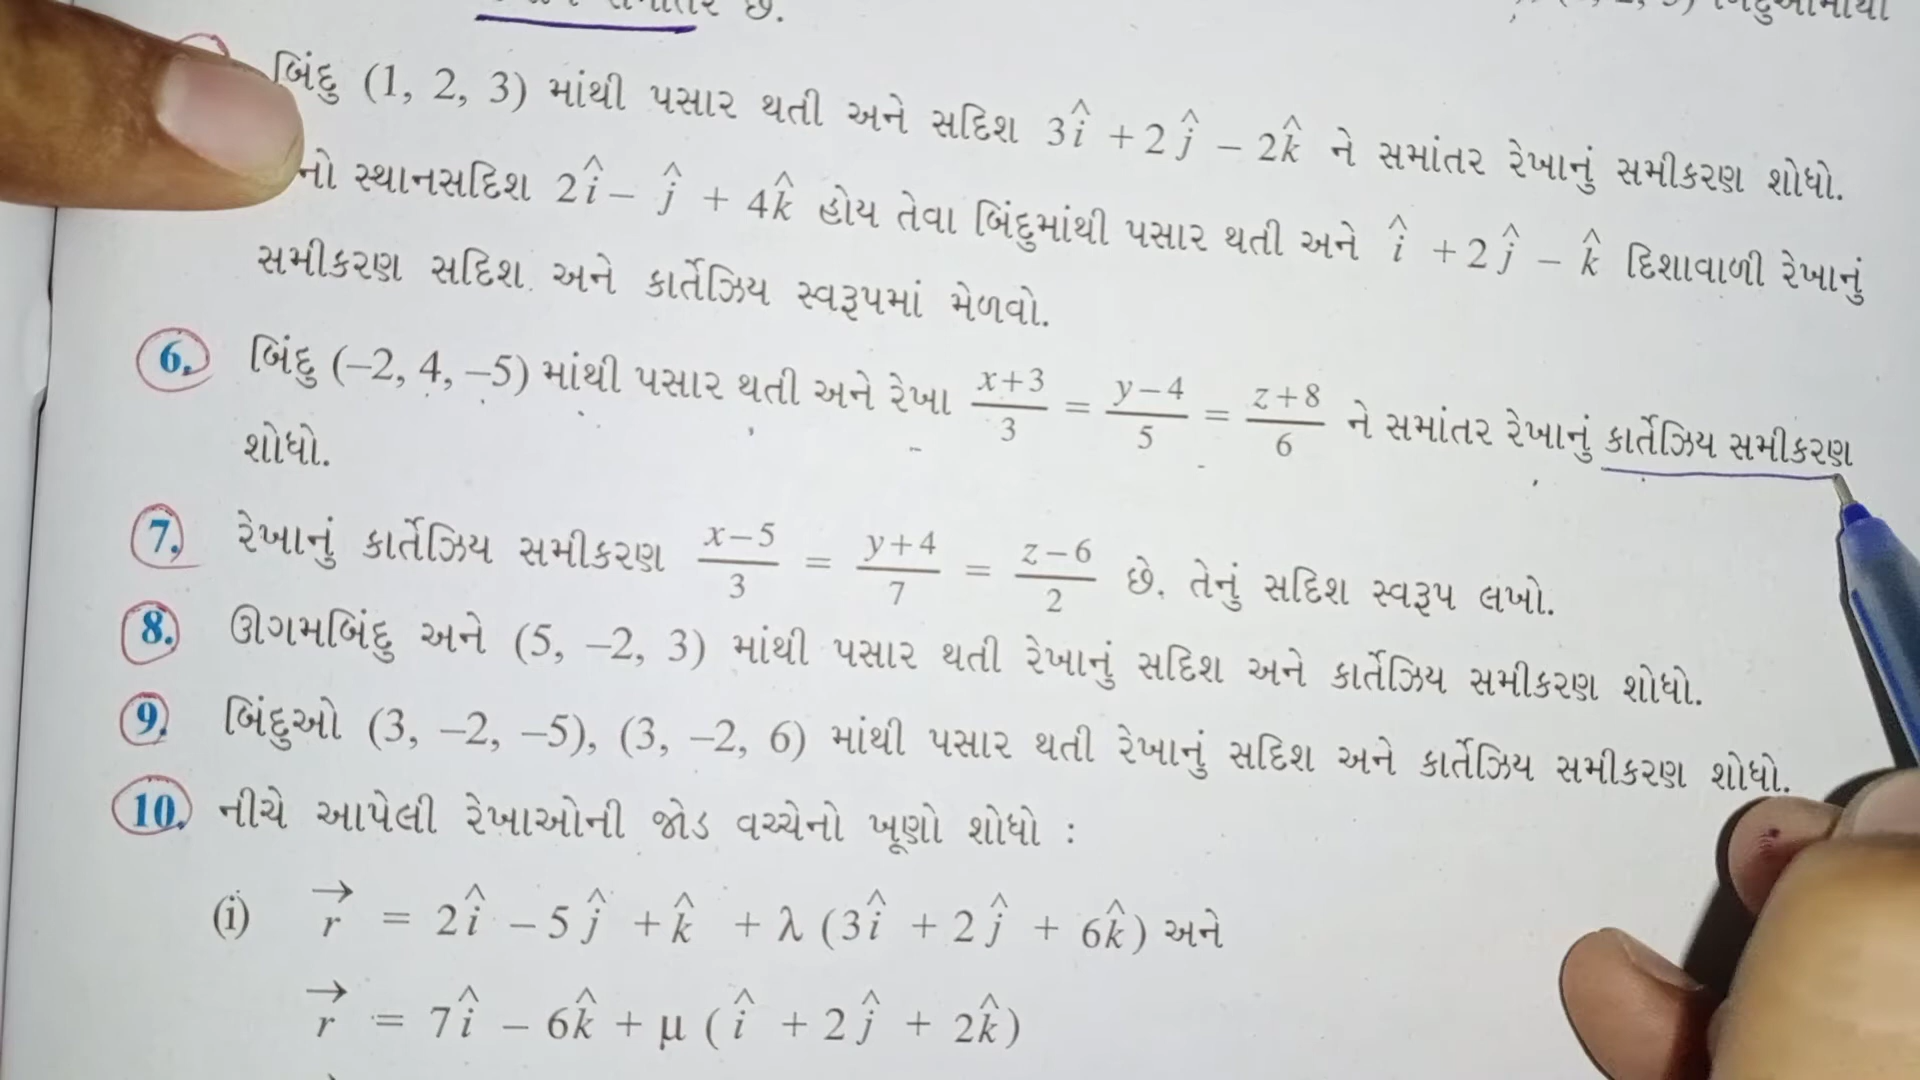 છે.
બિંદુ (1, 2, 3) માંથી પસાર થતી અને સદિશ 3î + 2ĵ – 2k̂ ને સમાંતર રેખાનું સમીકરણ શોધો.
નો સ્થાનસદિશ 2î – ĵ + 4k̂ હોય તેવા બિંદુમાંથી પસાર થતી અને î + 2ĵ – k̂ દિશાવાળી રેખાનું
સમીકરણ સદિશ અને કાર્તેઝિય સ્વરૂપમાં મેળવો.
6. બિંદુ (–2, 4, –5) માંથી પસાર થતી અને રેખા (x+3)/3 = (y–4)/5 = (z+8)/6 ને સમાંતર રેખાનું કાર્તેઝિય સમીકરણ
શોધો.
7. રેખાનું કાર્તેઝિય સમીકરણ (x–5)/3 = (y+4)/7 = (z–6)/2 છે. તેનું સદિશ સ્વરૂપ લખો.
8. ઊગમબિંદુ અને (5, –2, 3) માંથી પસાર થતી રેખાનું સદિશ અને કાર્તેઝિય સમીકરણ શોધો.
9. બિંદુઓ (3, –2, –5), (3, –2, 6) માંથી પસાર થતી રેખાનું સદિશ અને કાર્તેઝિય સમીકરણ શોધો.
10. નીચે આપેલી રેખાઓની જોડ વચ્ચેનો ખૂણો શોધો :
(i) r⃗ = 2î – 5ĵ + k̂ + λ (3î + 2ĵ + 6k̂) અને
r⃗ = 7î – 6k̂ + μ (î + 2ĵ + 2k̂)